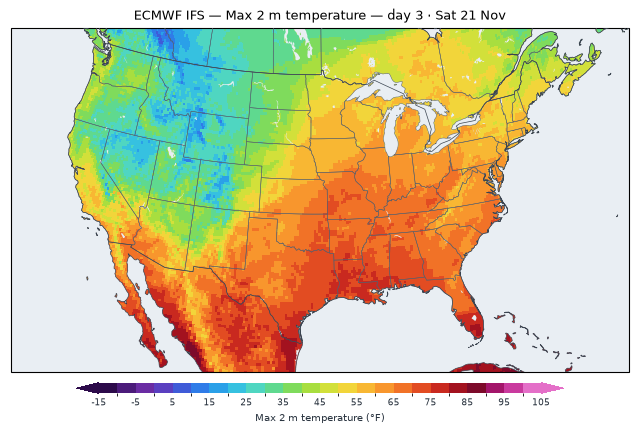 ECMWF IFS — Max 2 m temperature — day 3 · Sat 21 Nov
-15 -5 5 15 25 35 45 55 65 75 85 95 105
Max 2 m temperature (°F)